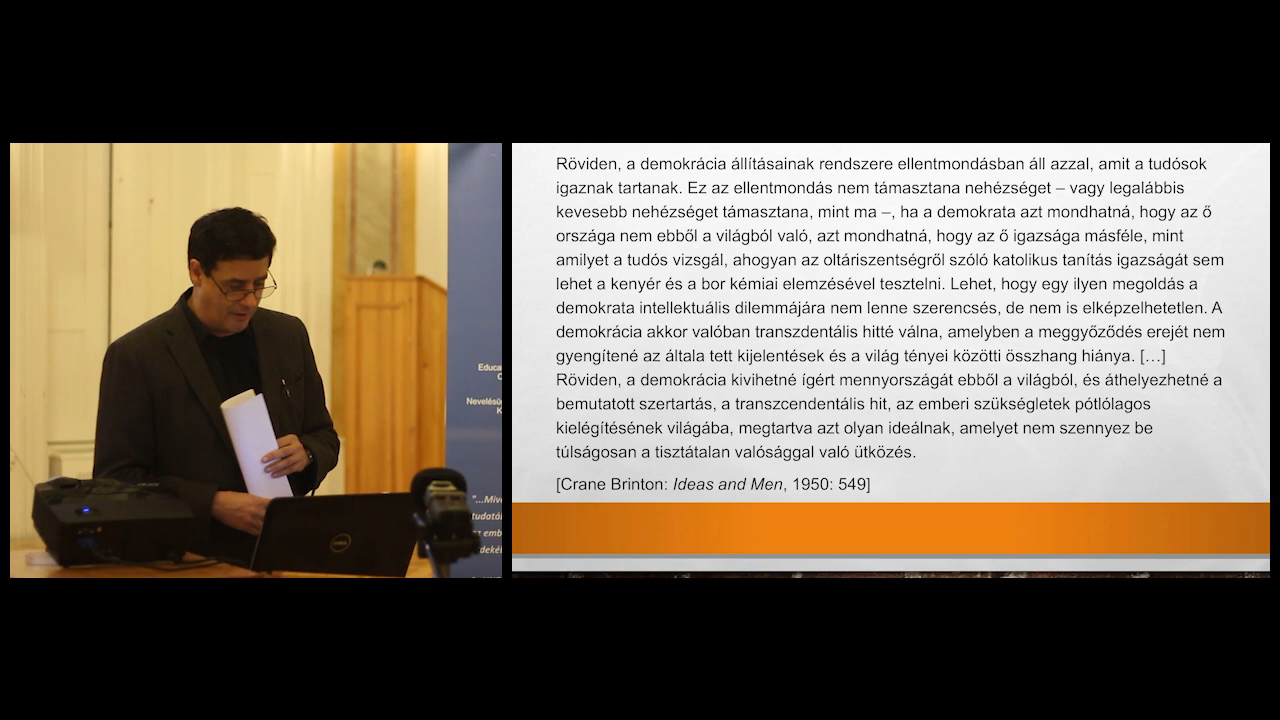 Educa
C
Nevelésü
K
"...Mive
tudatál
az emb
dekéb
DELL
Röviden, a demokrácia állításainak rendszere ellentmondásban áll azzal, amit a tudósok
igaznak tartanak. Ez az ellentmondás nem támasztana nehézséget – vagy legalábbis
kevesebb nehézséget támasztana, mint ma –, ha a demokrata azt mondhatná, hogy az ő
országa nem ebből a világból való, azt mondhatná, hogy az ő igazsága másféle, mint
amilyet a tudós vizsgál, ahogyan az oltáriszentségről szóló katolikus tanítás igazságát sem
lehet a kenyér és a bor kémiai elemzésével tesztelni. Lehet, hogy egy ilyen megoldás a
demokrata intellektuális dilemmájára nem lenne szerencsés, de nem is elképzelhetetlen. A
demokrácia akkor valóban transzdentális hitté válna, amelyben a meggyőződés erejét nem
gyengítené az általa tett kijelentések és a világ tényei közötti összhang hiánya. […]
Röviden, a demokrácia kivihetné ígért mennyországát ebből a világból, és áthelyezhetné a
bemutatott szertartás, a transzcendentális hit, az emberi szükségletek pótlólagos
kielégítésének világába, megtartva azt olyan ideálnak, amelyet nem szennyez be
túlságosan a tisztátalan valósággal való ütközés.
[Crane Brinton: Ideas and Men, 1950: 549]